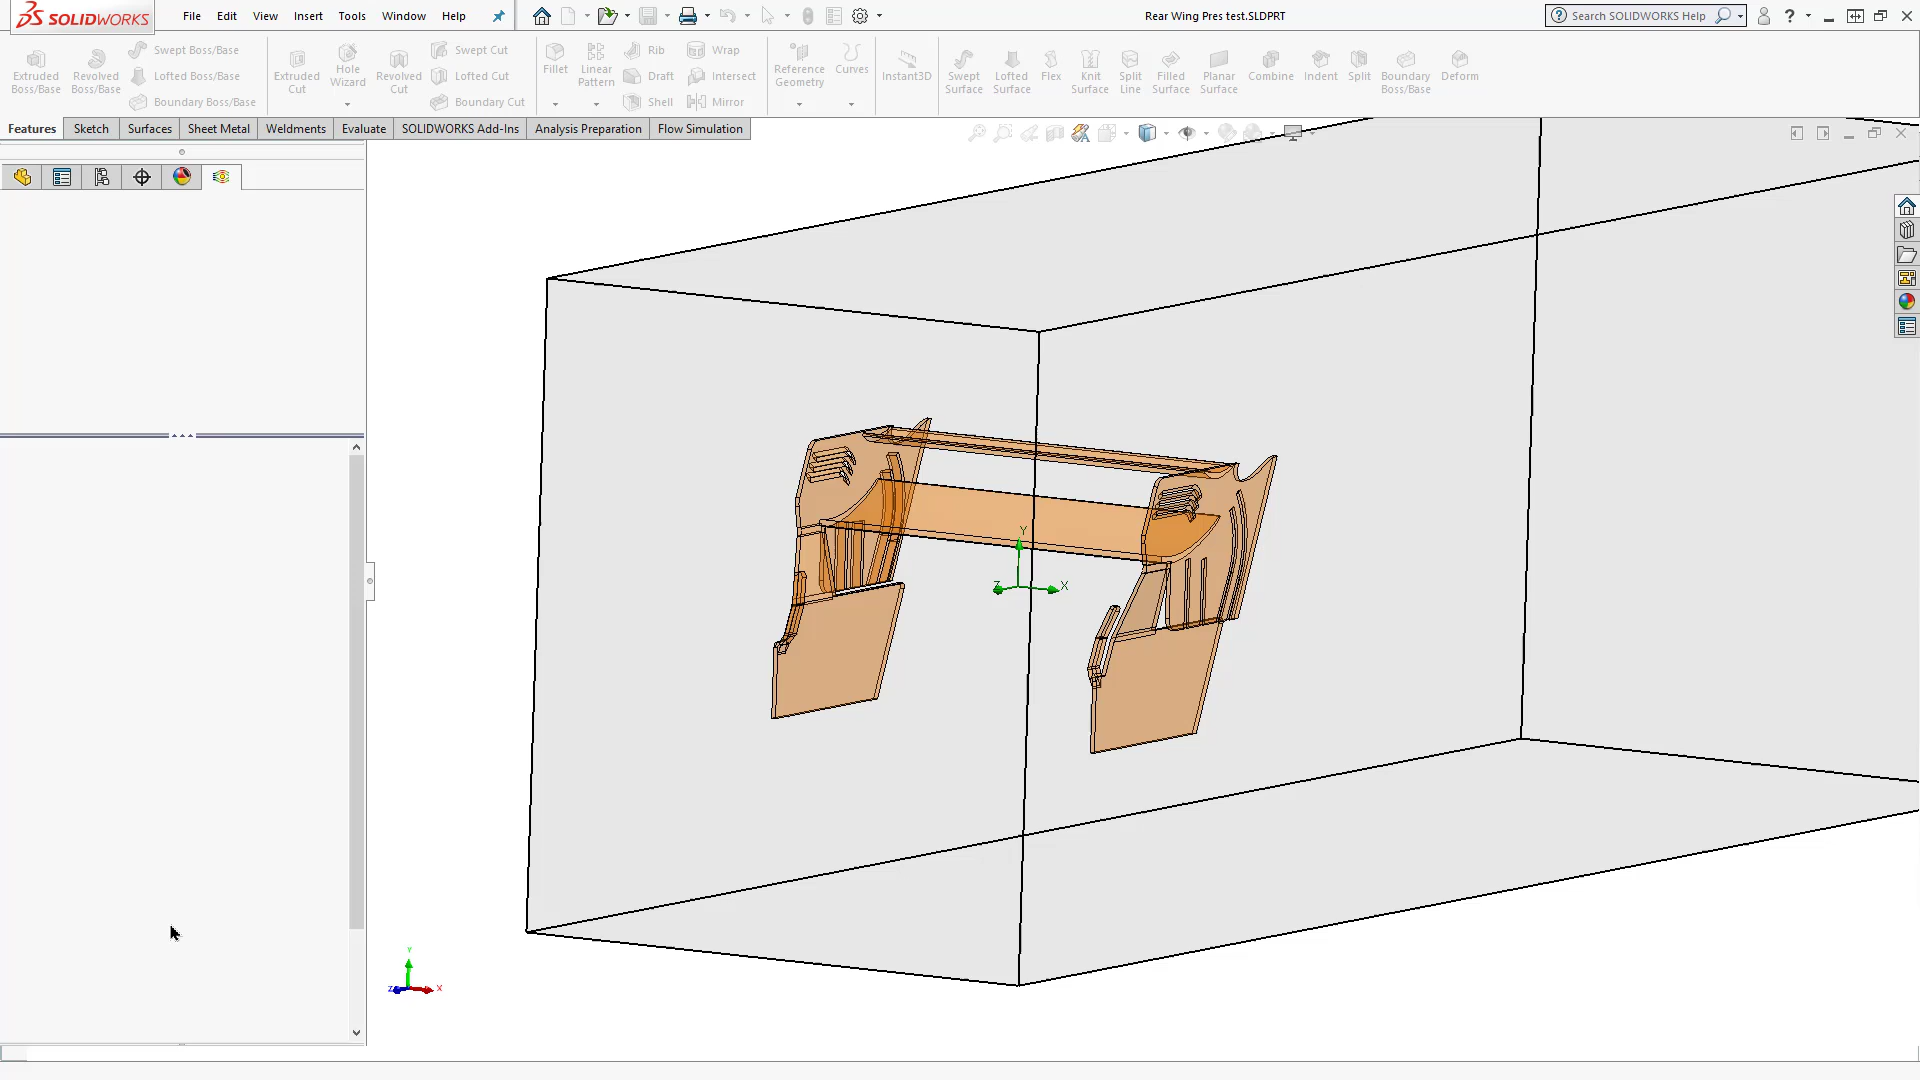 SOLIDWORKS File Edit View Insert Tools Window Help Rear Wing Pres test.SLDPRT Search SOLIDWORKS Help ?
Extruded Boss/Base
Revolved Boss/Base
Swept Boss/Base
Lofted Boss/Base
Boundary Boss/Base
Extruded Cut
Hole Wizard
Revolved Cut
Swept Cut
Lofted Cut
Boundary Cut
Fillet
Linear Pattern
Rib
Draft
Shell
Wrap
Intersect
Mirror
Reference Geometry
Curves
Instant3D
Swept Surface
Lofted Surface
Flex
Knit Surface
Split Line
Filled Surface
Planar Surface
Combine
Indent
Split
Boundary Boss/Base
Deform
Features Sketch Surfaces Sheet Metal Weldments Evaluate SOLIDWORKS Add-Ins Analysis Preparation Flow Simulation
Y
Z X
Y
Z X